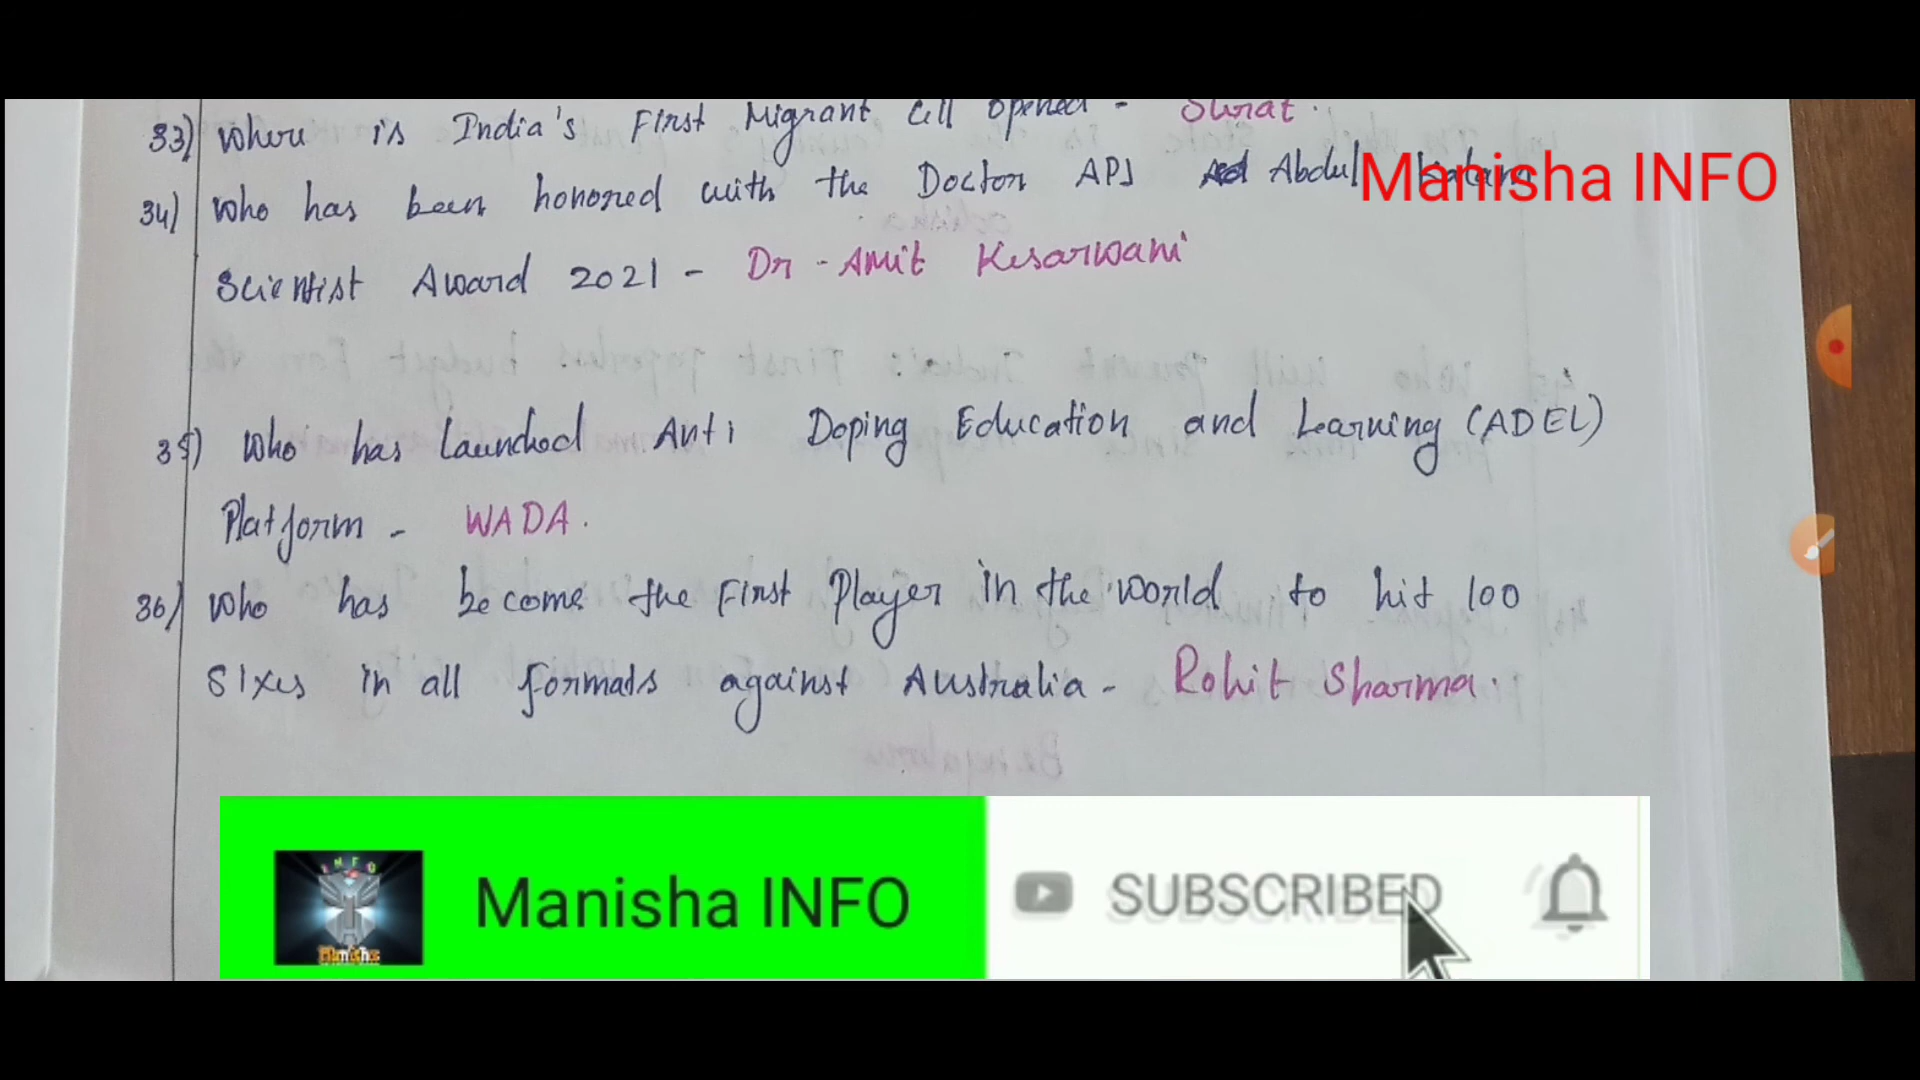 33) Where is India's First Migrant Cell opened - Surat.
34) Who has been honored with the Doctor APJ Abdul Kalam
Manisha INFO
Scientist Award 2021 - Dr - Amit Kesarwani
35) Who has Launched Anti Doping Education and Learning (ADEL)
Platform - WADA.
36) Who has become the First Player in the world to hit 100
Sixes in all formats against Australia - Rohit Sharma.
Manisha INFO
SUBSCRIBED